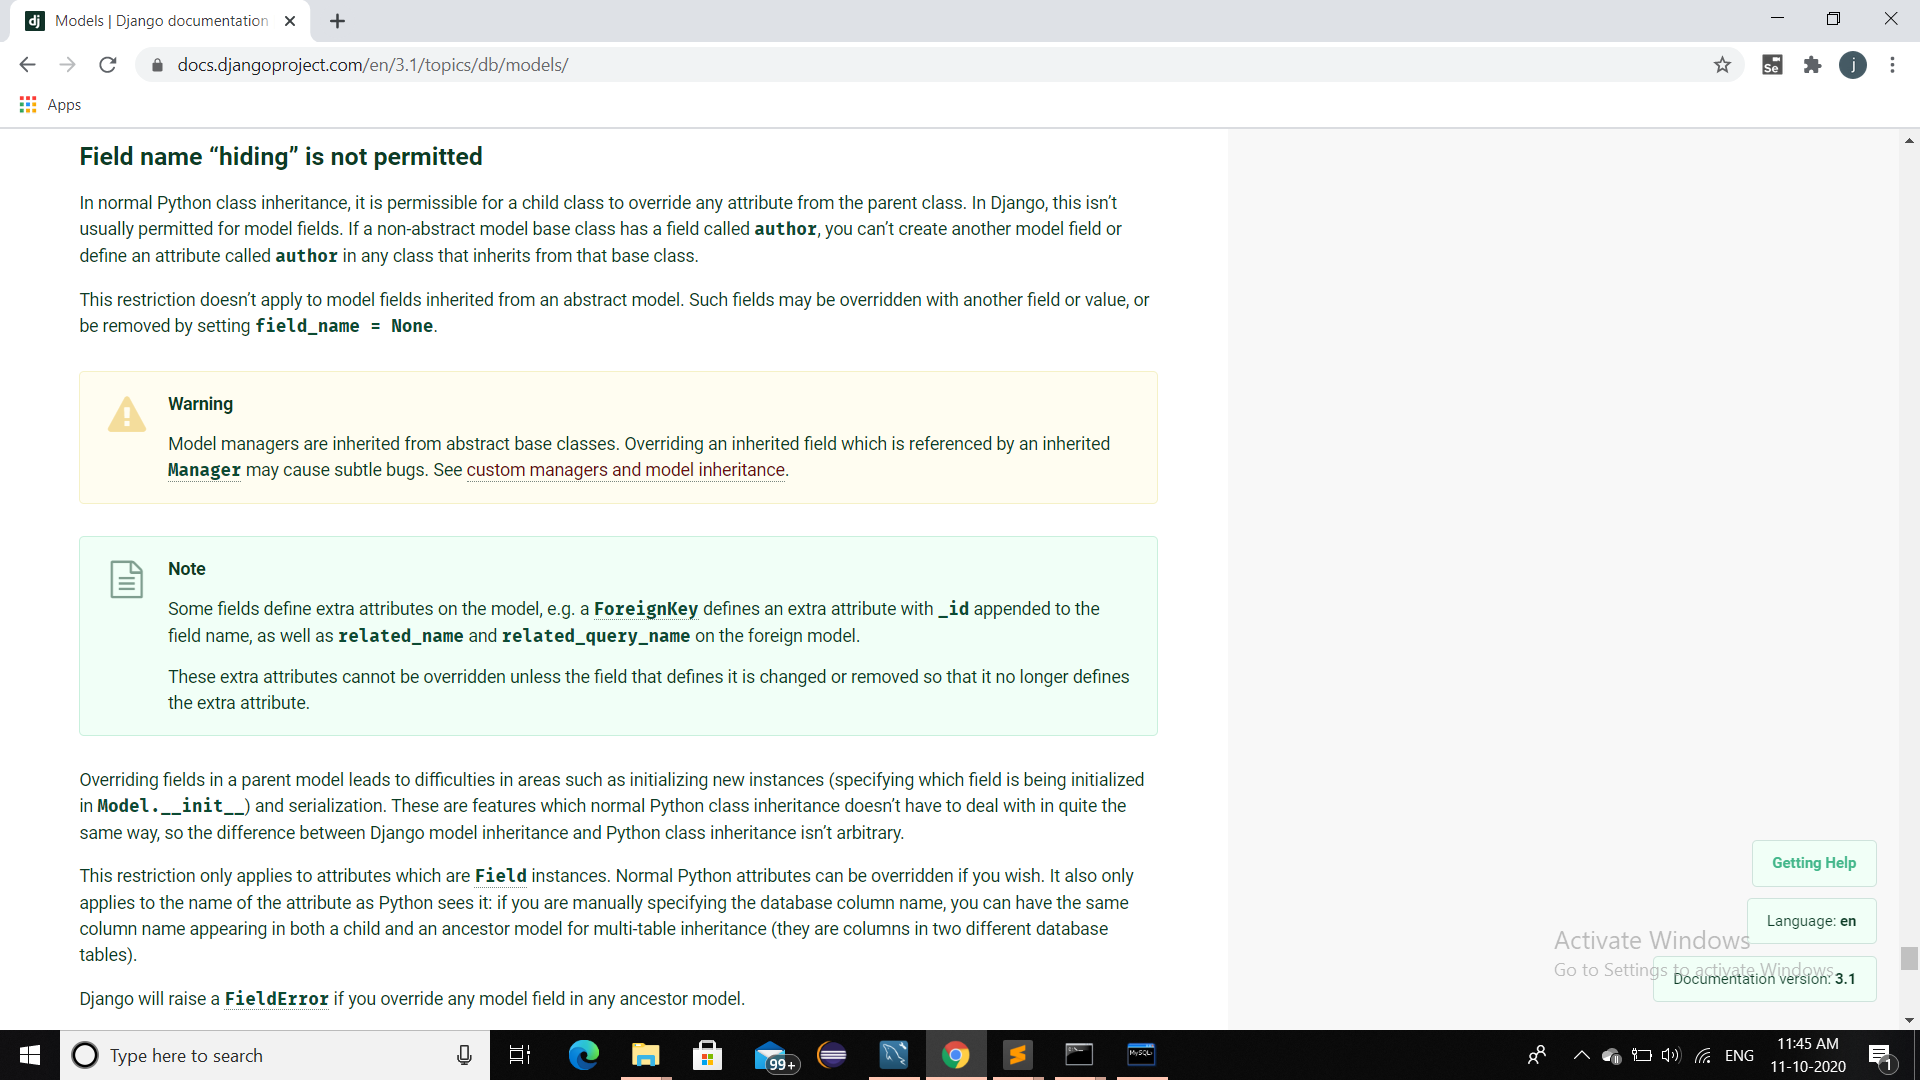 Models | Django documentation
docs.djangoproject.com/en/3.1/topics/db/models/
Se
j
Apps
Field name “hiding” is not permitted
In normal Python class inheritance, it is permissible for a child class to override any attribute from the parent class. In Django, this isn’t
usually permitted for model fields. If a non-abstract model base class has a field called author, you can’t create another model field or
define an attribute called author in any class that inherits from that base class.
This restriction doesn’t apply to model fields inherited from an abstract model. Such fields may be overridden with another field or value, or
be removed by setting field_name = None.
Warning
Model managers are inherited from abstract base classes. Overriding an inherited field which is referenced by an inherited
Manager may cause subtle bugs. See custom managers and model inheritance.
Note
Some fields define extra attributes on the model, e.g. a ForeignKey defines an extra attribute with _id appended to the
field name, as well as related_name and related_query_name on the foreign model.
These extra attributes cannot be overridden unless the field that defines it is changed or removed so that it no longer defines
the extra attribute.
Overriding fields in a parent model leads to difficulties in areas such as initializing new instances (specifying which field is being initialized
in Model.__init__) and serialization. These are features which normal Python class inheritance doesn’t have to deal with in quite the
same way, so the difference between Django model inheritance and Python class inheritance isn’t arbitrary.
This restriction only applies to attributes which are Field instances. Normal Python attributes can be overridden if you wish. It also only
applies to the name of the attribute as Python sees it: if you are manually specifying the database column name, you can have the same
column name appearing in both a child and an ancestor model for multi-table inheritance (they are columns in two different database
tables).
Django will raise a FieldError if you override any model field in any ancestor model.
Getting Help
Language: en
Activate Windows
Go to Settings to activate Windows.
Documentation version: 3.1
Type here to search
99+
MySQL
ENG
11:45 AM
11-10-2020
1